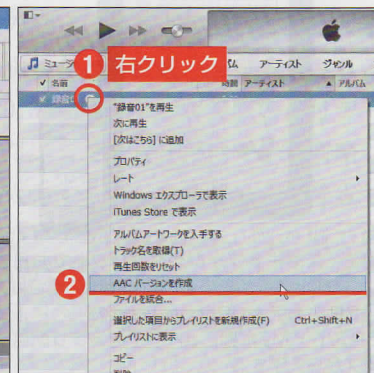 ミュージ
❶ 右クリック
バム アーティスト ジャンル
✓ 名前 時間 アーティスト ▲ アルバム
✓ 録音0
"録音01"を再生
次に再生
[次はこちら] に追加
プロパティ
レート
Windows エクスプローラで表示
iTunes Store で表示
アルバムアートワークを入手する
トラック名を取得(T)
再生回数をリセット
❷ AAC バージョンを作成
ファイルを統合...
選択した項目からプレイリストを新規作成(F) Ctrl+Shift+N
プレイリストに表示
コピー
削除